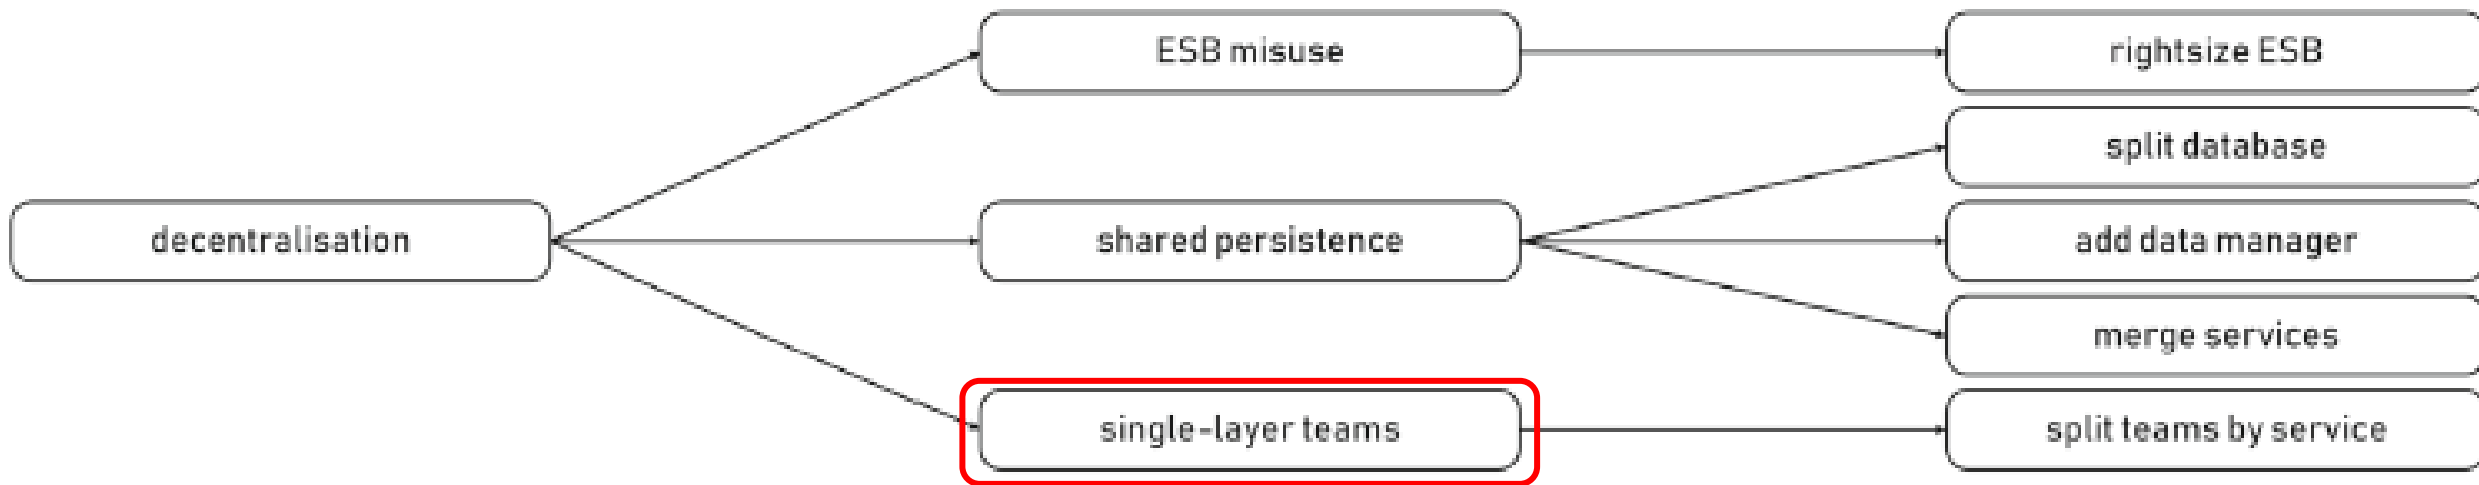 ESB misuse
rightsize ESB
split database
decentralisation
shared persistence
add data manager
merge services
single-layer teams
split teams by service